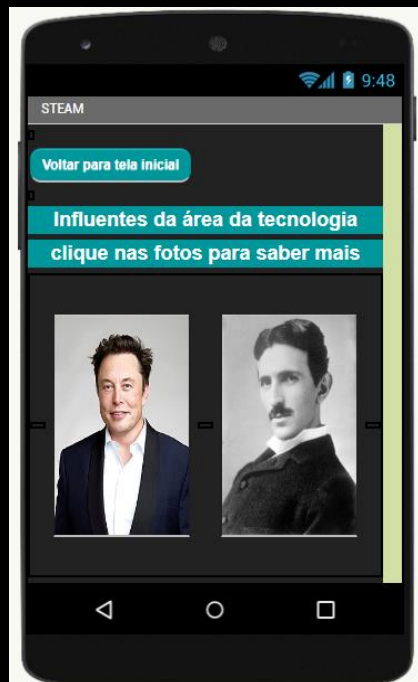 9:48
STEAM
Voltar para tela inicial
Influentes da área da tecnologia
clique nas fotos para saber mais